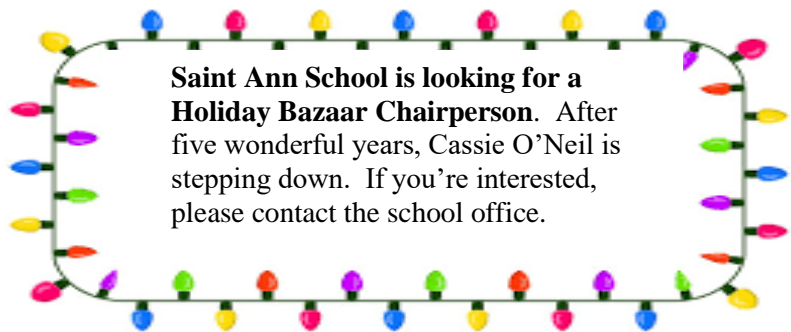 Saint Ann School is looking for a
Holiday Bazaar Chairperson.  After
five wonderful years, Cassie O’Neil is
stepping down.  If you’re interested,
please contact the school office.